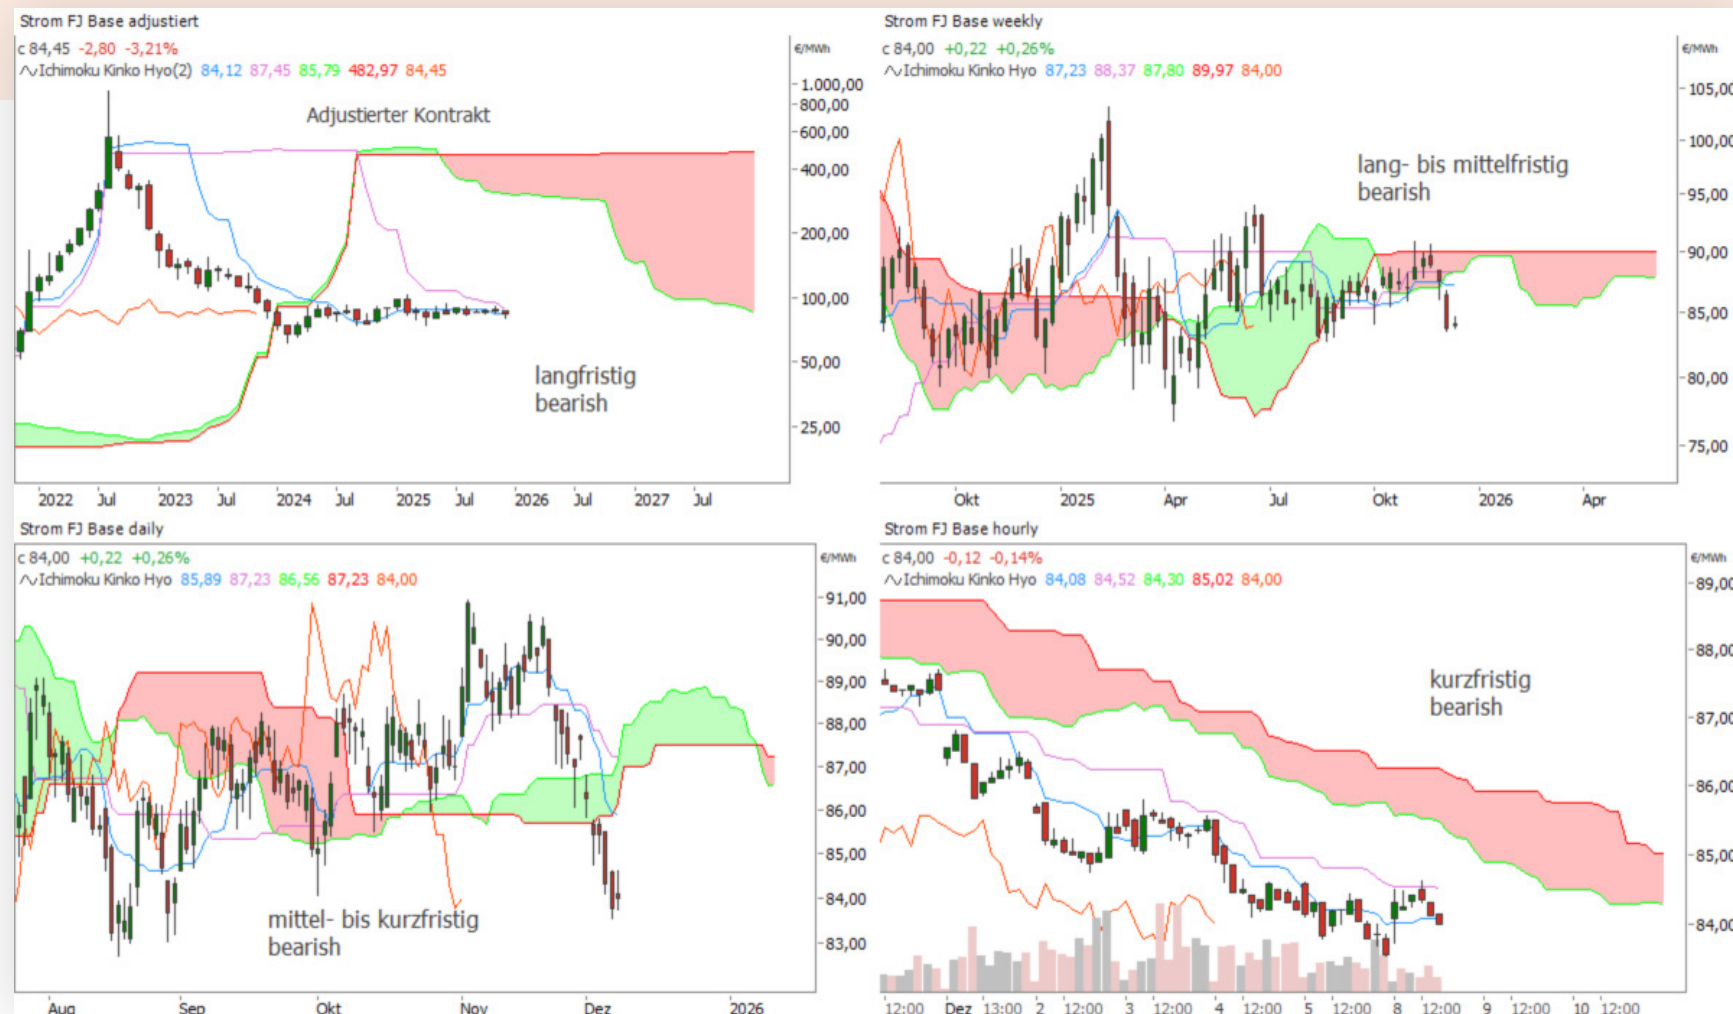 Strom FJ Base adjustiert
c 84,45 -2,80 -3,21%
€/MWh
Ichimoku Kinko Hyo(2) 84,12 87,45 85,79 482,97 84,45
Adjustierter Kontrakt
1.000,00
800,00
600,00
400,00
200,00
100,00
50,00
25,00
langfristig
bearish
2022 Jul 2023 Jul 2024 Jul 2025 Jul 2026 Jul 2027 Jul
Strom FJ Base weekly
c 84,00 +0,22 +0,26%
€/MWh
Ichimoku Kinko Hyo 87,23 88,37 87,80 89,97 84,00
lang- bis mittelfristig
bearish
105,00
100,00
95,00
90,00
85,00
80,00
75,00
Okt 2025 Apr Jul Okt 2026 Apr
Strom FJ Base daily
c 84,00 +0,22 +0,26%
€/MWh
Ichimoku Kinko Hyo 85,89 87,23 86,56 87,23 84,00
91,00
90,00
89,00
88,00
87,00
86,00
85,00
84,00
83,00
mittel- bis kurzfristig
bearish
Aug Sep Okt Nov Dez 2026
Strom FJ Base hourly
c 84,00 -0,12 -0,14%
€/MWh
Ichimoku Kinko Hyo 84,08 84,52 84,30 85,02 84,00
kurzfristig
bearish
89,00
88,00
87,00
86,00
85,00
84,00
12:00 Dez 13:00 2 12:00 3 12:00 4 12:00 5 12:00 8 12:00 9 12:00 10 12:00